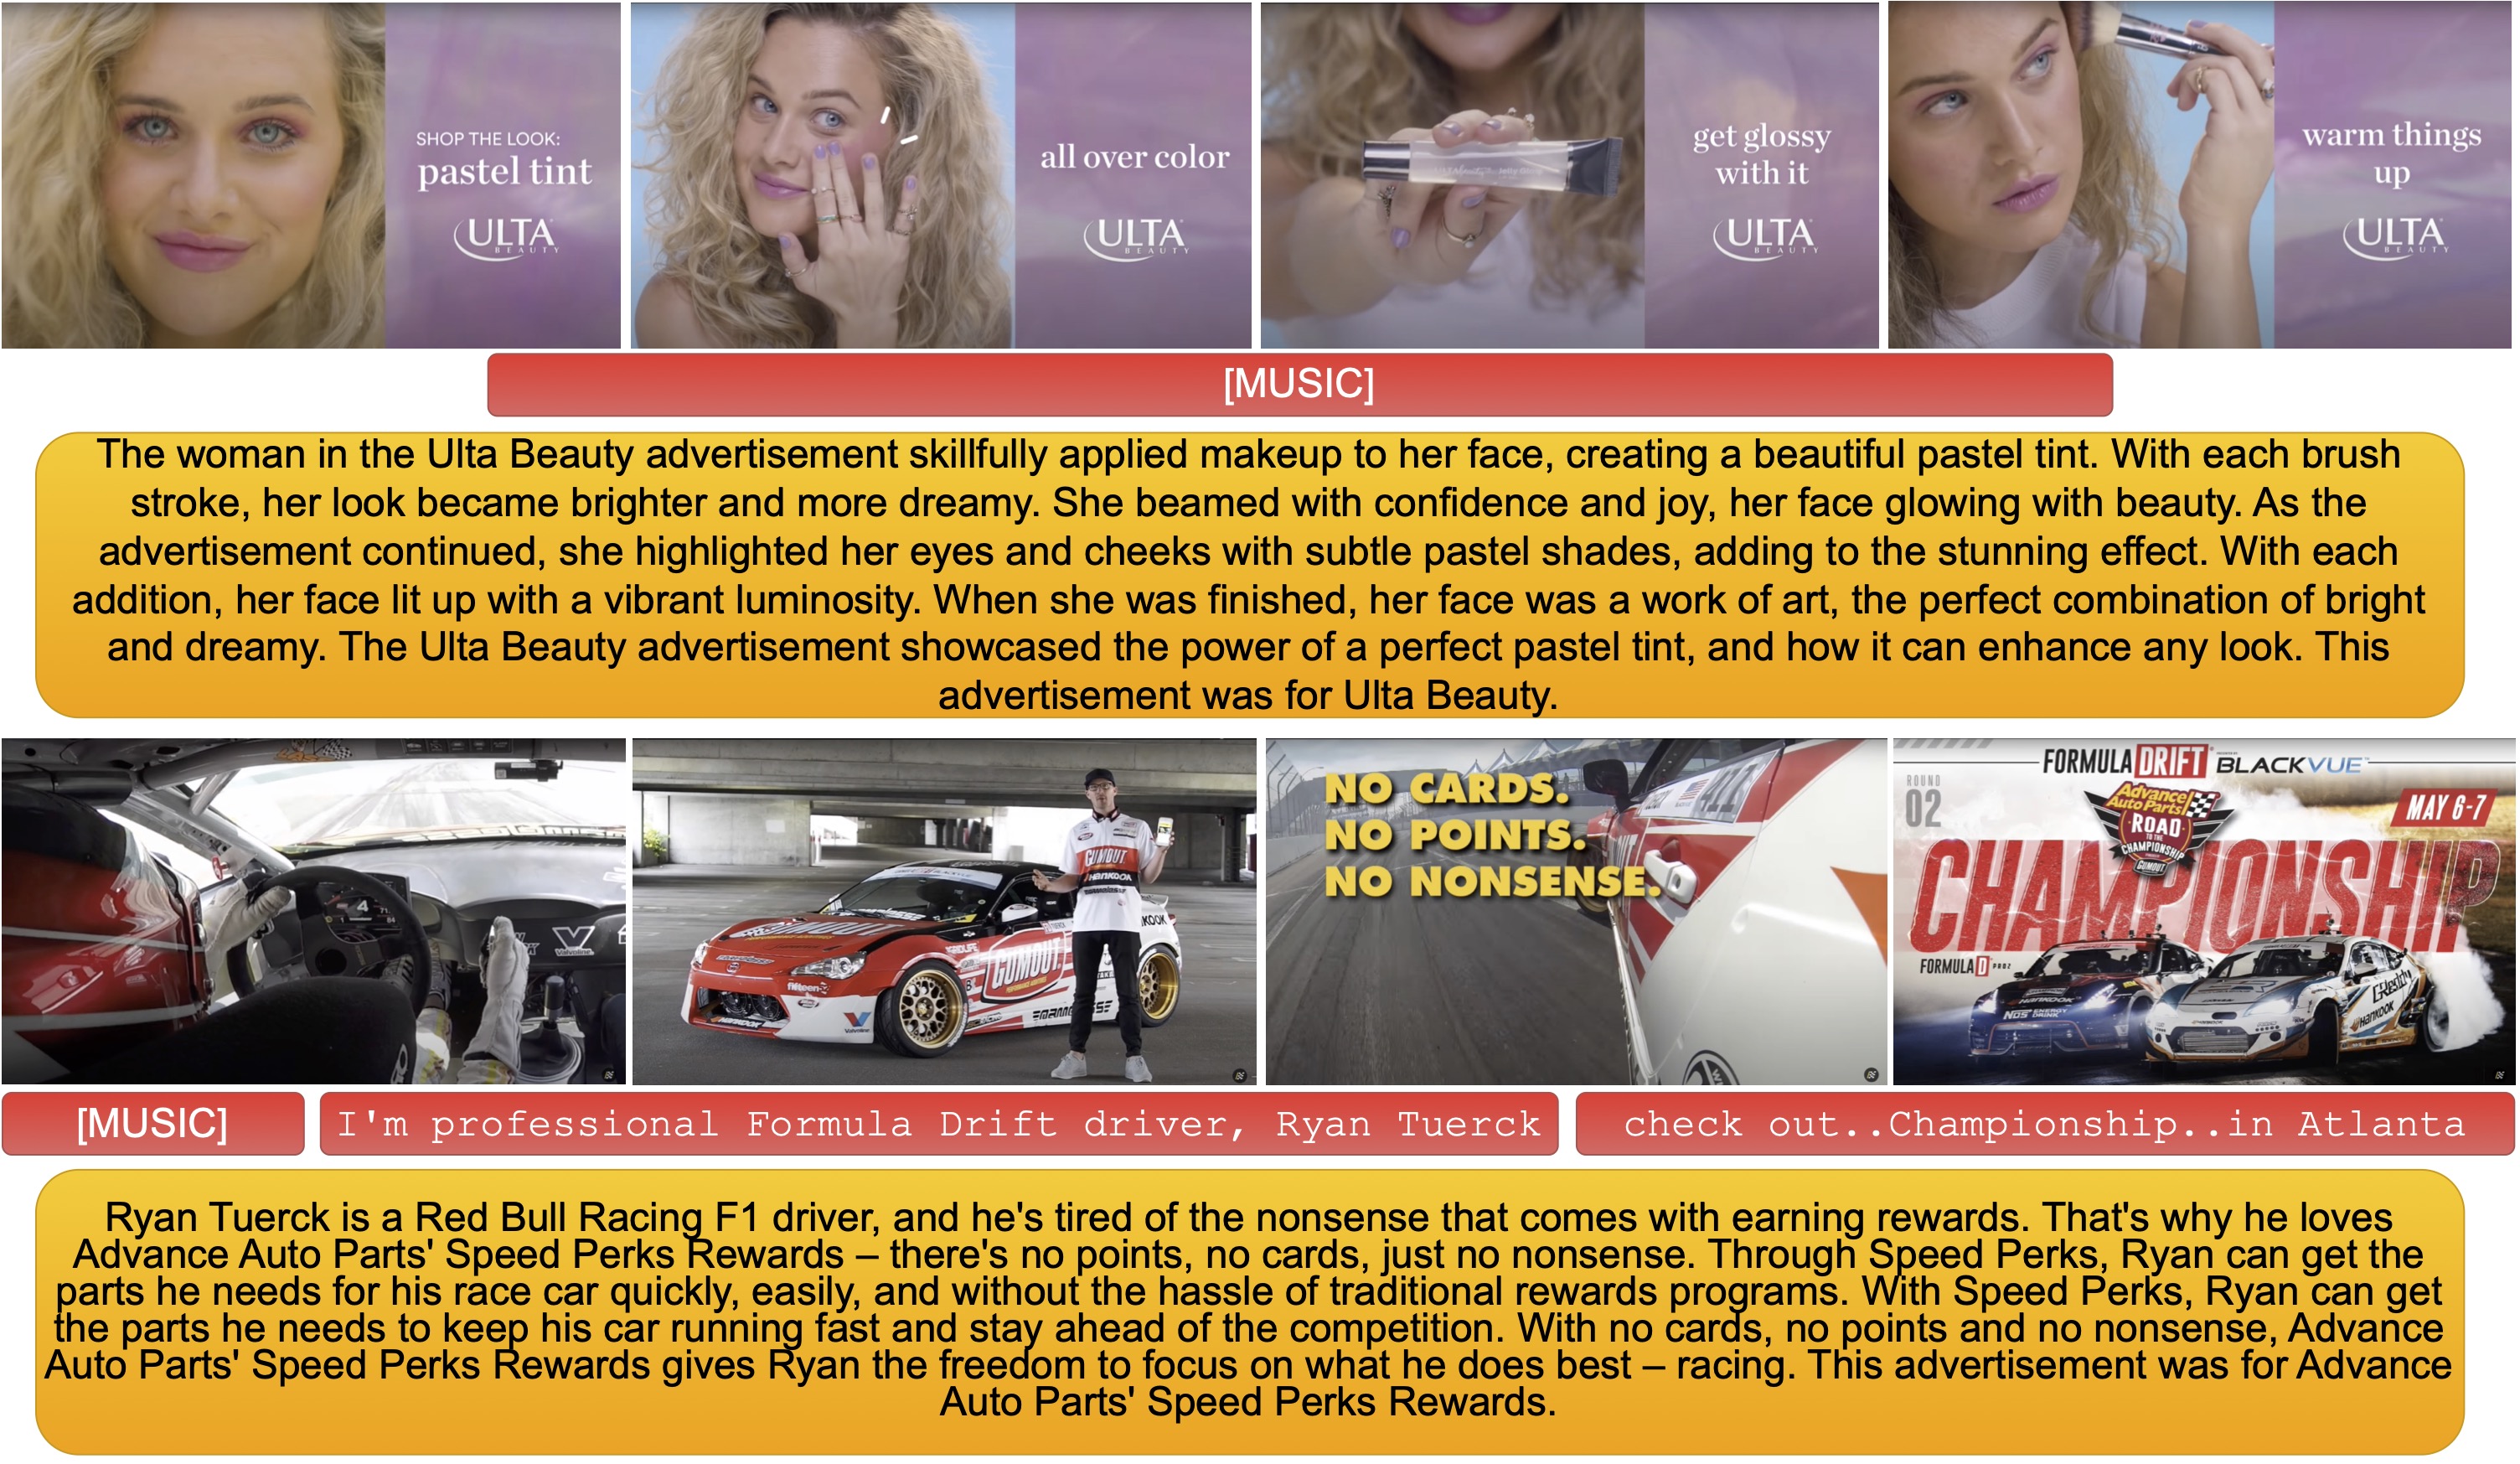 SHOP THE LOOK:
pastel tint
ULTA
BEAUTY
all over color
ULTA
BEAUTY
get glossy
with it
ULTA
BEAUTY
warm things
up
ULTA
BEAUTY
[MUSIC]
The woman in the Ulta Beauty advertisement skillfully applied makeup to her face, creating a beautiful pastel tint. With each brush
stroke, her look became brighter and more dreamy. She beamed with confidence and joy, her face glowing with beauty. As the
advertisement continued, she highlighted her eyes and cheeks with subtle pastel shades, adding to the stunning effect. With each
addition, her face lit up with a vibrant luminosity. When she was finished, her face was a work of art, the perfect combination of bright
and dreamy. The Ulta Beauty advertisement showcased the power of a perfect pastel tint, and how it can enhance any look. This
advertisement was for Ulta Beauty.
Valvoline
GUMOUT
HANKOOK
GUMOUT
GUMOUT
HANKOOK
Valvoline
NO CARDS.
NO POINTS.
NO NONSENSE.
FORMULA DRIFT BLACKVUE
ROUND
02
Advance
Auto Parts
ROAD
TO THE
CHAMPIONSHIP
GUMOUT
MAY 6-7
CHAMPIONSHIP
FORMULA D
HANKOOK
NOS ENERGY
DRINK
GReddy
HANKOOK
[MUSIC]
I'm professional Formula Drift driver, Ryan Tuerck
check out..Championship..in Atlanta
Ryan Tuerck is a Red Bull Racing F1 driver, and he's tired of the nonsense that comes with earning rewards. That's why he loves
Advance Auto Parts' Speed Perks Rewards – there's no points, no cards, just no nonsense. Through Speed Perks, Ryan can get the
parts he needs for his race car quickly, easily, and without the hassle of traditional rewards programs. With Speed Perks, Ryan can get
the parts he needs to keep his car running fast and stay ahead of the competition. With no cards, no points and no nonsense, Advance
Auto Parts' Speed Perks Rewards gives Ryan the freedom to focus on what he does best – racing. This advertisement was for Advance
Auto Parts' Speed Perks Rewards.